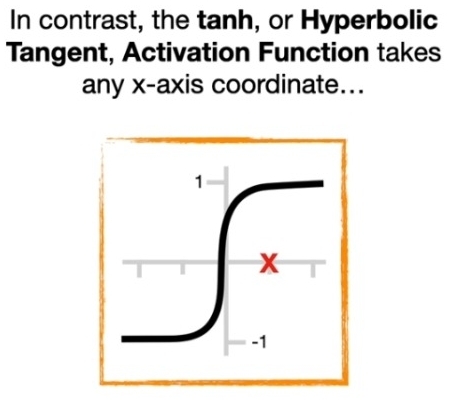 In contrast, the tanh, or Hyperbolic
Tangent, Activation Function takes
any x-axis coordinate…
1
X
-1